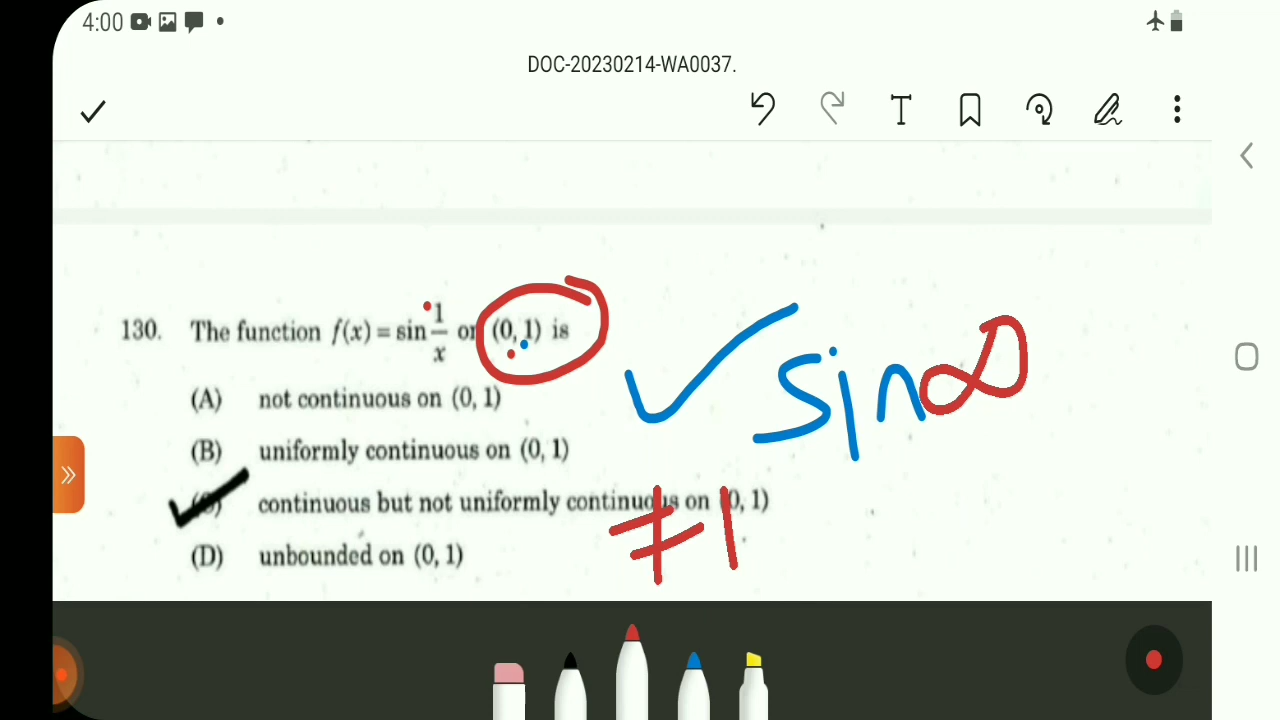 4:00
DOC-20230214-WA0037.
T
130. The function f(x) = sin 1/x on (0, 1) is
(A) not continuous on (0, 1)
(B) uniformly continuous on (0, 1)
sin∞
continuous but not uniformly continuous on (0, 1)
≠1
(D) unbounded on (0, 1)